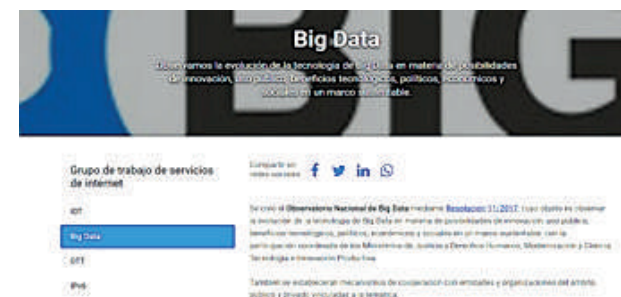 BIG
Big Data
Observamos la evolución de la tecnología de Big Data en materia de posibilidades
de innovación, uso público, beneficios tecnológicos, políticos, económicos y
sociales en un marco sustentable.
Grupo de trabajo de servicios
de internet
IOT
Big Data
OTT
IPv6
Compartir en
redes sociales
Se creó el Observatorio Nacional de Big Data mediante Resolución 11/2017, cuyo objeto es observar
la evolución de la tecnología de Big Data en materia de posibilidades de innovación, uso público,
beneficios tecnológicos, políticos, económicos y sociales en un marco sustentable, con la
participación coordinada de los Ministerios de Justicia y Derechos Humanos, Modernización y Ciencia,
Tecnología e Innovación Productiva.
También se establecerán mecanismos de cooperación con entidades y organizaciones del ámbito
público y privado vinculadas a la temática.